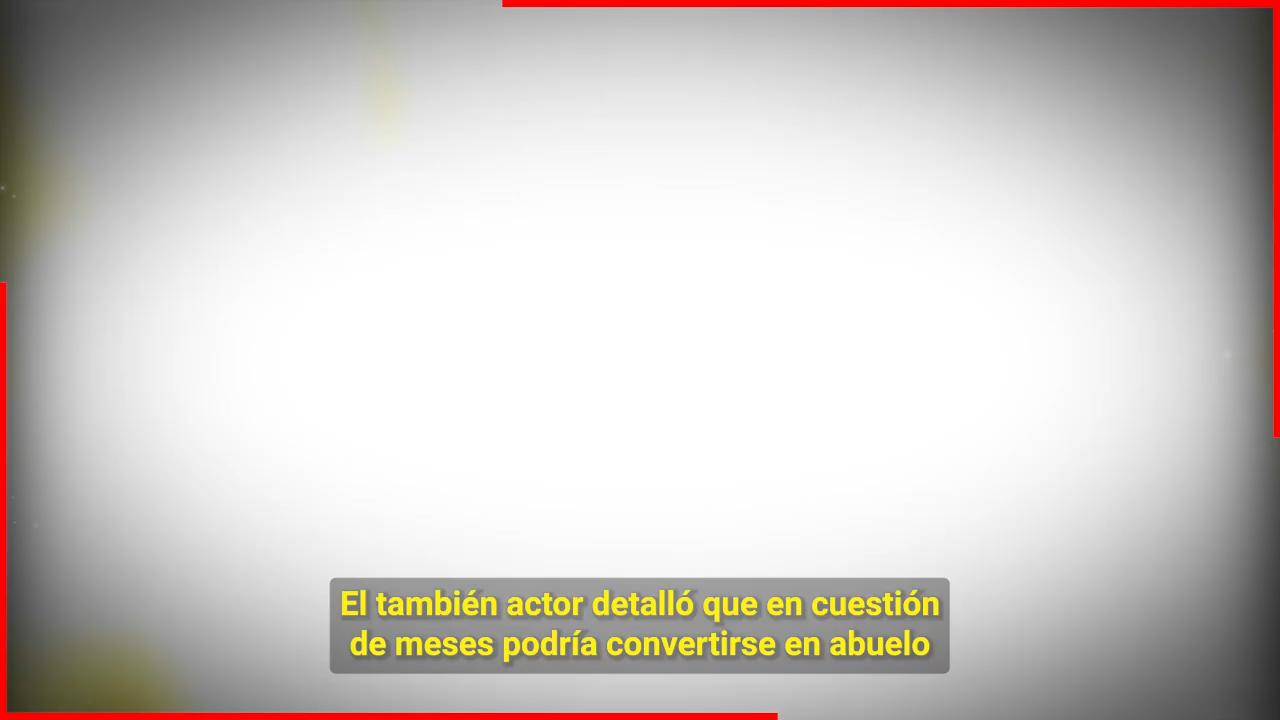 El también actor detalló que en cuestión
de meses podría convertirse en abuelo